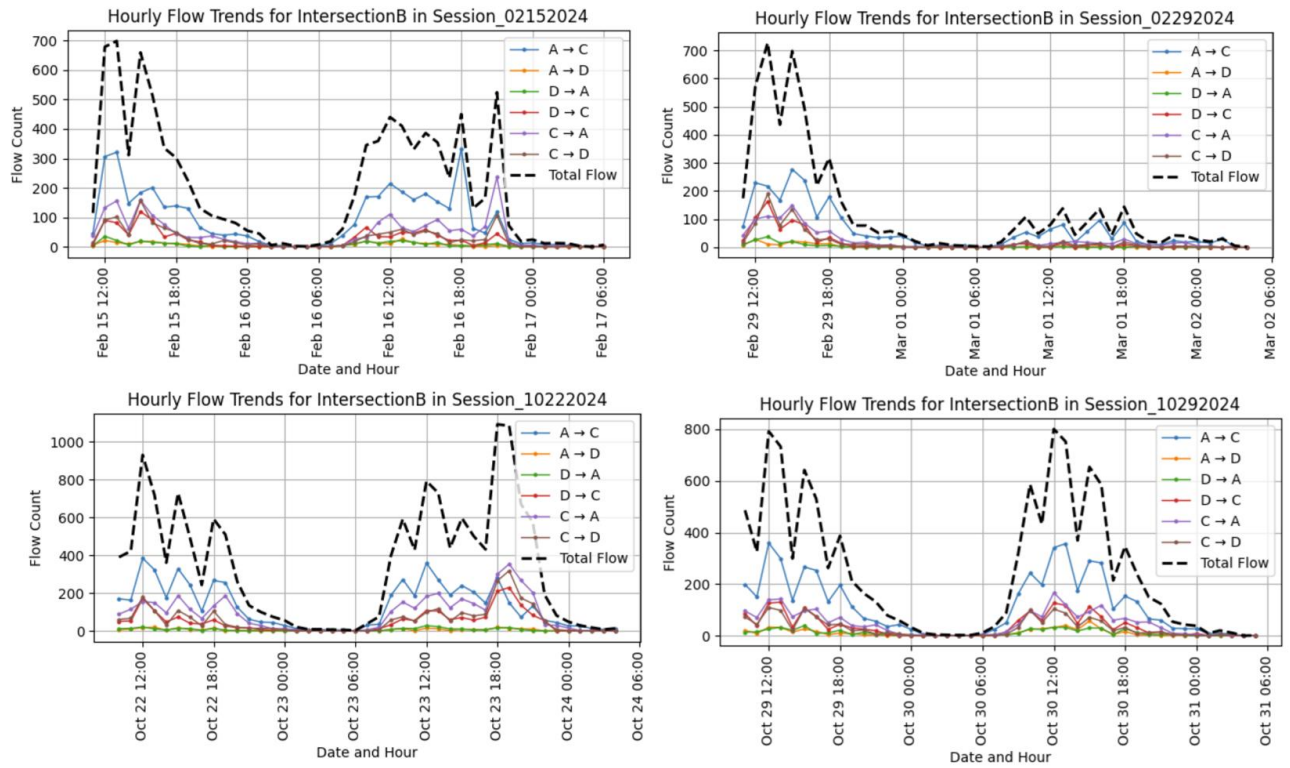 Hourly Flow Trends for IntersectionB in Session_02152024
Flow Count
700
600
500
400
300
200
100
0
A → C
A → D
D → A
D → C
C → A
C → D
Total Flow
Feb 15 12:00
Feb 15 18:00
Feb 16 00:00
Feb 16 06:00
Feb 16 12:00
Feb 16 18:00
Feb 17 00:00
Feb 17 06:00
Date and Hour
Hourly Flow Trends for IntersectionB in Session_02292024
Flow Count
700
600
500
400
300
200
100
0
A → C
A → D
D → A
D → C
C → A
C → D
Total Flow
Feb 29 12:00
Feb 29 18:00
Mar 01 00:00
Mar 01 06:00
Mar 01 12:00
Mar 01 18:00
Mar 02 00:00
Mar 02 06:00
Date and Hour
Hourly Flow Trends for IntersectionB in Session_10222024
Flow Count
1000
800
600
400
200
0
A → C
A → D
D → A
D → C
C → A
C → D
Total Flow
Oct 22 12:00
Oct 22 18:00
Oct 23 00:00
Oct 23 06:00
Oct 23 12:00
Oct 23 18:00
Oct 24 00:00
Oct 24 06:00
Date and Hour
Hourly Flow Trends for IntersectionB in Session_10292024
Flow Count
800
600
400
200
0
A → C
A → D
D → A
D → C
C → A
C → D
Total Flow
Oct 29 12:00
Oct 29 18:00
Oct 30 00:00
Oct 30 06:00
Oct 30 12:00
Oct 30 18:00
Oct 31 00:00
Oct 31 06:00
Date and Hour